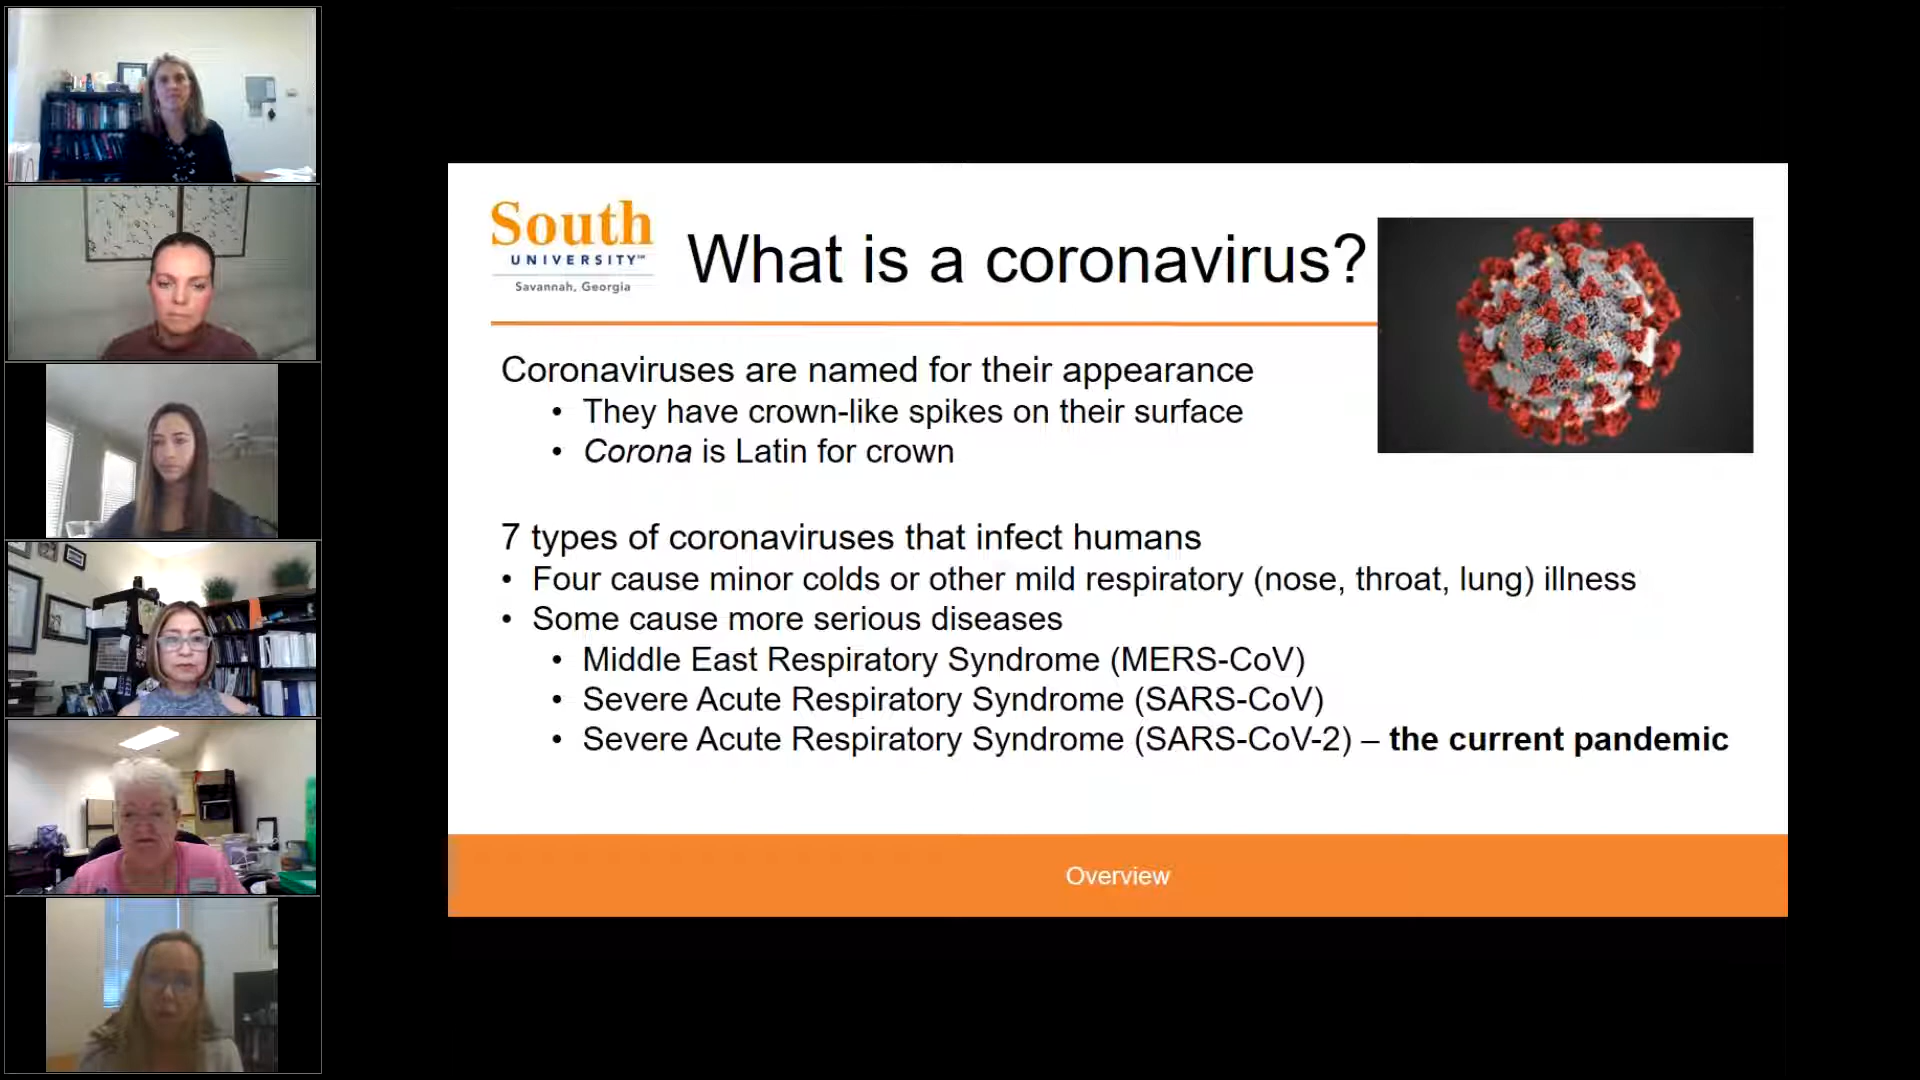 South
UNIVERSITY™
Savannah, Georgia
What is a coronavirus?
Coronaviruses are named for their appearance
• They have crown-like spikes on their surface
• Corona is Latin for crown
7 types of coronaviruses that infect humans
• Four cause minor colds or other mild respiratory (nose, throat, lung) illness
• Some cause more serious diseases
• Middle East Respiratory Syndrome (MERS-CoV)
• Severe Acute Respiratory Syndrome (SARS-CoV)
• Severe Acute Respiratory Syndrome (SARS-CoV-2) – the current pandemic
Overview